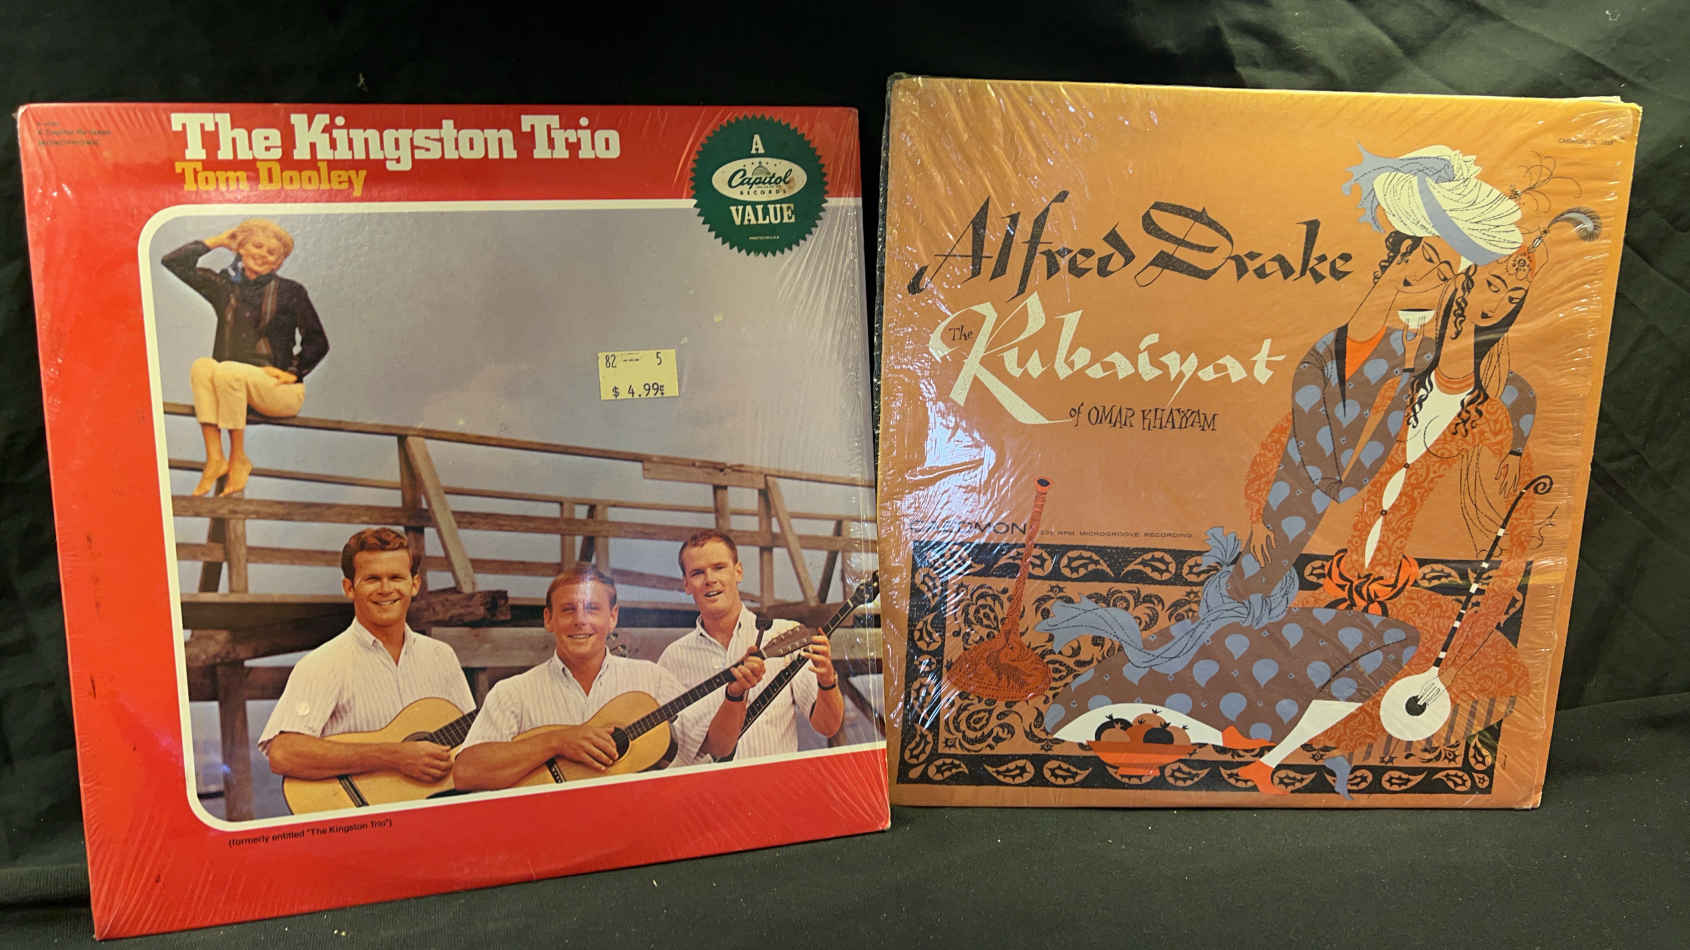 The Kingston Trio
Tom Dooley
A
Capitol
RECORDS
VALUE
82 --- 5
$ 4.99¢
(formerly entitled "The Kingston Trio")
Alfred Drake
The
Rubaiyat
of OMAR KHAYYAM
33⅓ RPM MICROGROOVE RECORDING